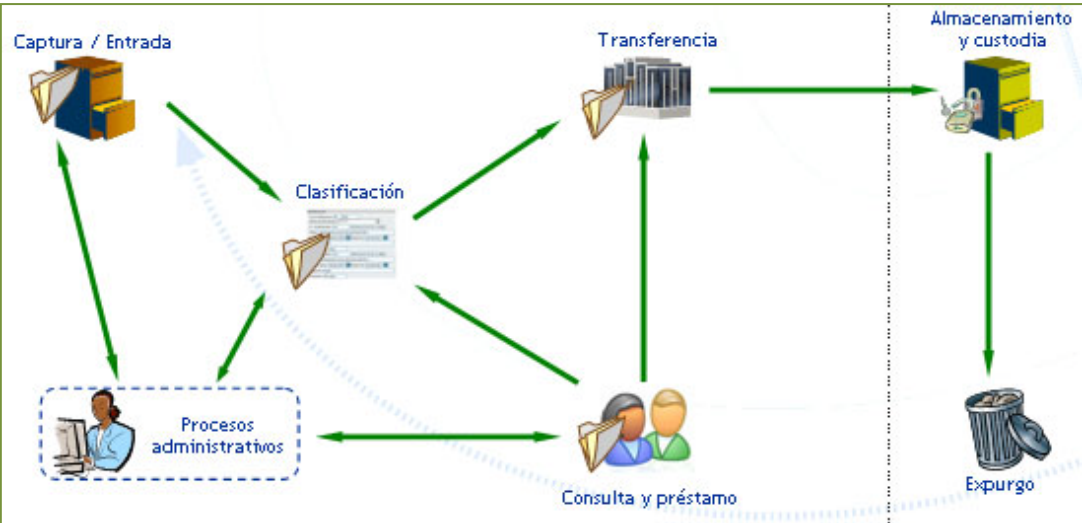 Captura / Entrada
Transferencia
Almacenamiento
y custodia
Clasificación
Procesos
administrativos
Consulta y préstamo
Expurgo